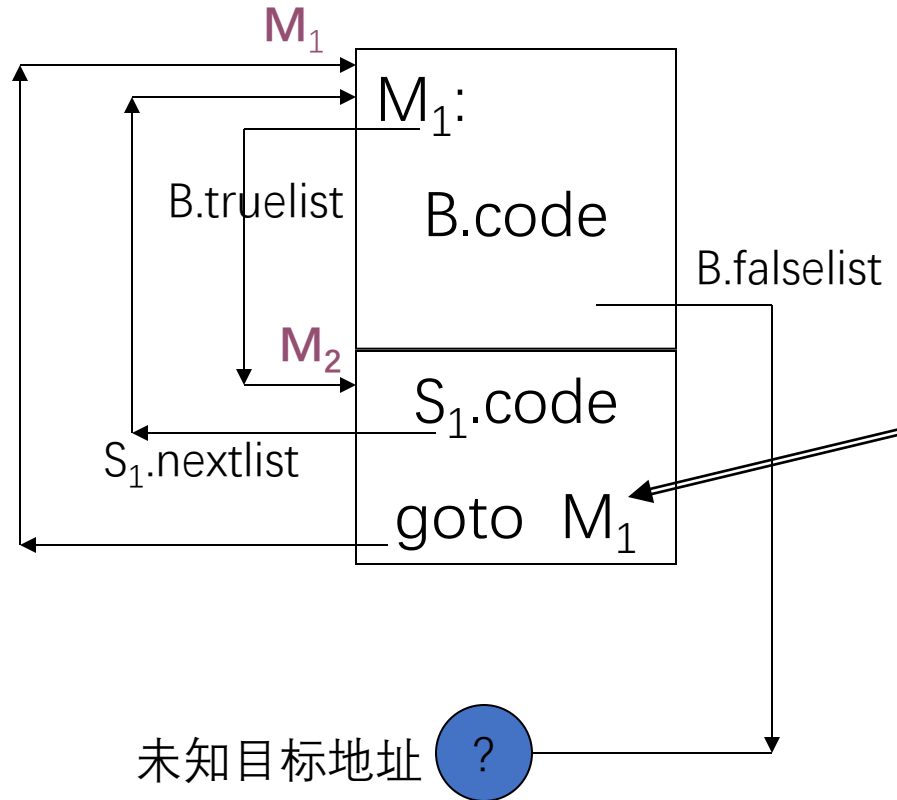 M₁
M₁:
B.truelist
B.code
B.falselist
M₂
S₁.code
S₁.nextlist
goto M₁
未知目标地址
?